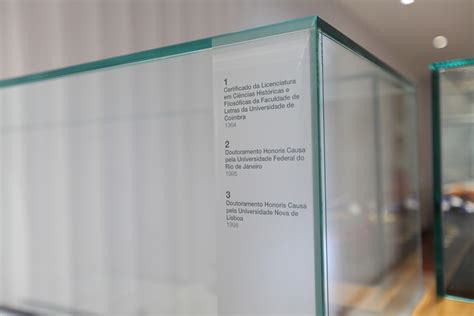 1
Certificado da Licenciatura
em Ciências Históricas e
Filosóficas da Faculdade de
Letras da Universidade de
Coimbra
1964
2
Doutoramento Honoris Causa
pela Universidade Federal do
Rio de Janeiro
1995
3
Doutoramento Honoris Causa
pela Universidade Nova de
Lisboa
1998